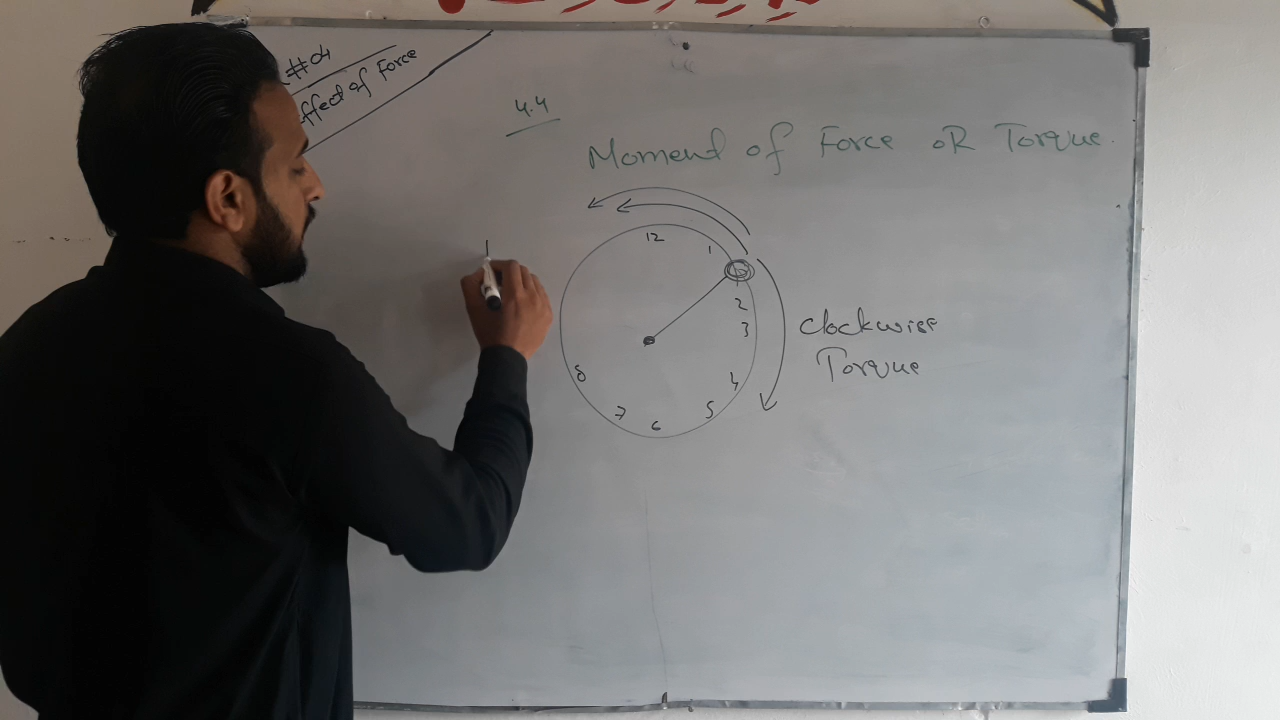 #04
ffect of Force
4.4
Moment of Force OR Torque.
12
1
2
3
4
5
6
7
8
clockwise
Torque